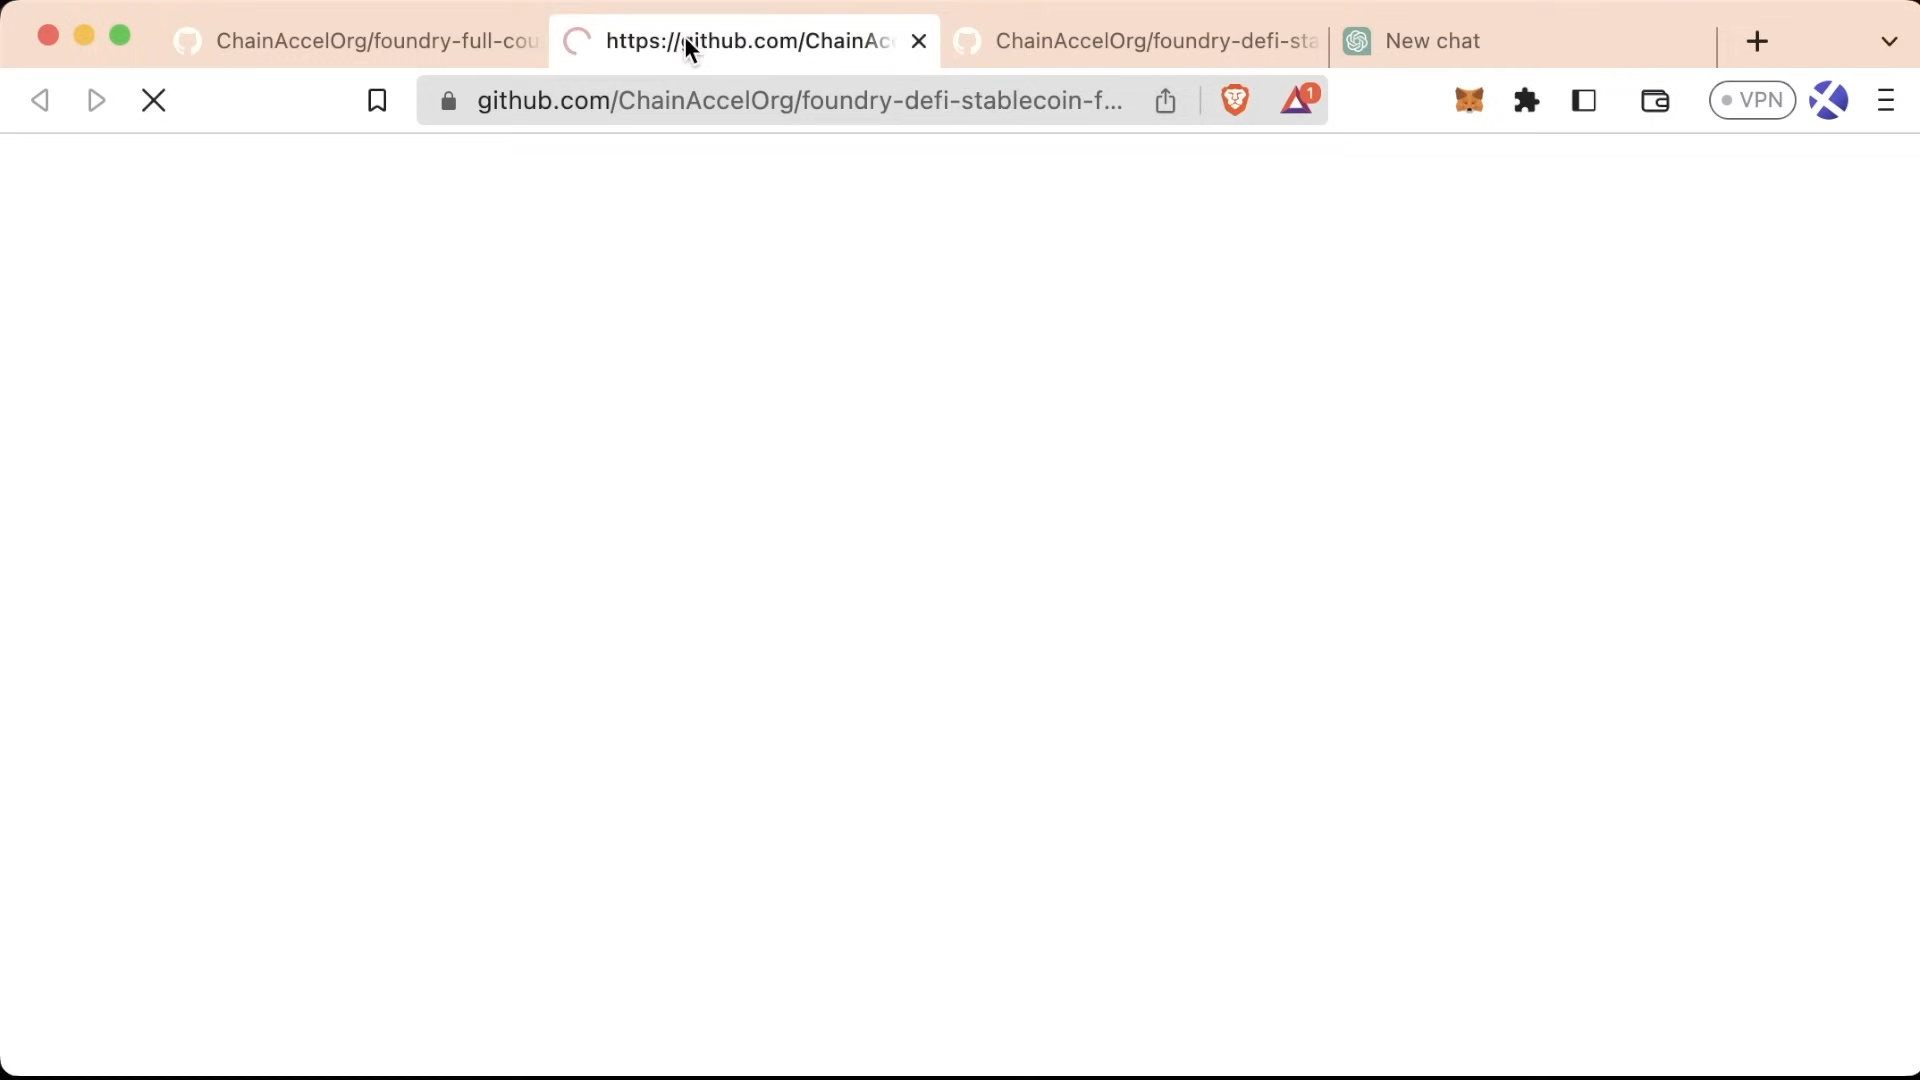 ChainAccelOrg/foundry-full-cou
https://github.com/ChainAc
ChainAccelOrg/foundry-defi-sta
New chat
github.com/ChainAccelOrg/foundry-defi-stablecoin-f...
1
VPN